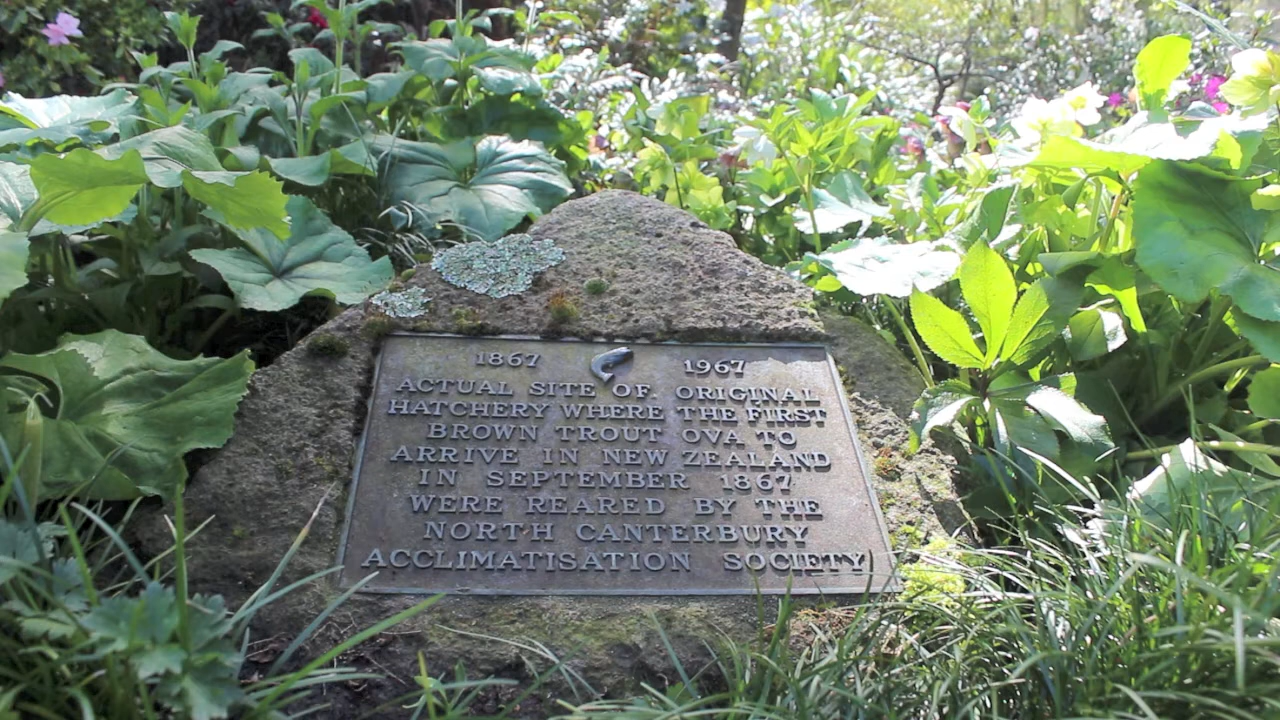 1867 1967
ACTUAL SITE OF ORIGINAL
HATCHERY WHERE THE FIRST
BROWN TROUT OVA TO
ARRIVE IN NEW ZEALAND
IN SEPTEMBER 1867
WERE REARED BY THE
NORTH CANTERBURY
ACCLIMATISATION SOCIETY